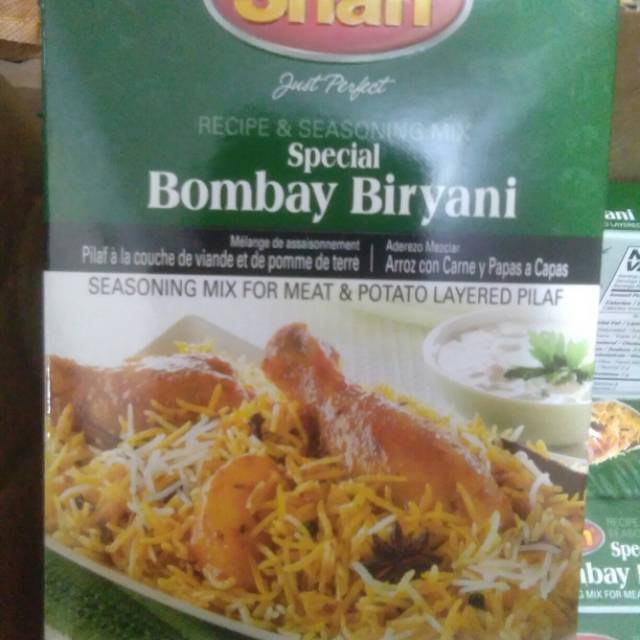 Shan
Just Perfect
RECIPE & SEASONING MIX
Special
Bombay Biryani
Mélange de assaisonnement
Pilaf à la couche de viande et de pomme de terre
Aderezo Mezclar
Arroz con Carne y Papas a Capas
SEASONING MIX FOR MEAT & POTATO LAYERED PILAF